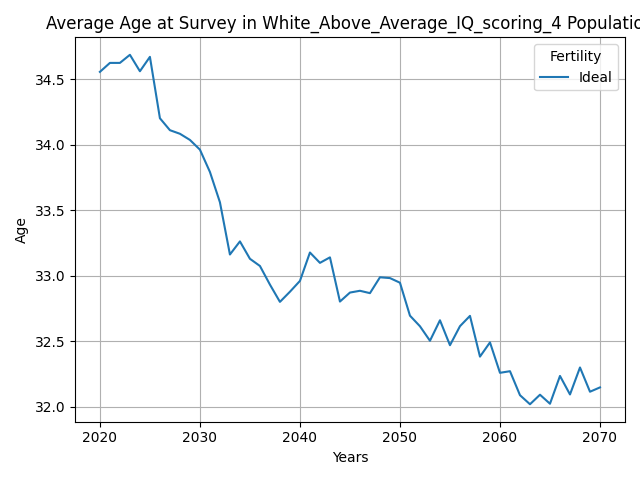 Average Age at Survey in White_Above_Average_IQ_scoring_4 Populatio
Fertility
Ideal
34.5
34.0
33.5
33.0
32.5
32.0
Age
2020 2030 2040 2050 2060 2070
Years